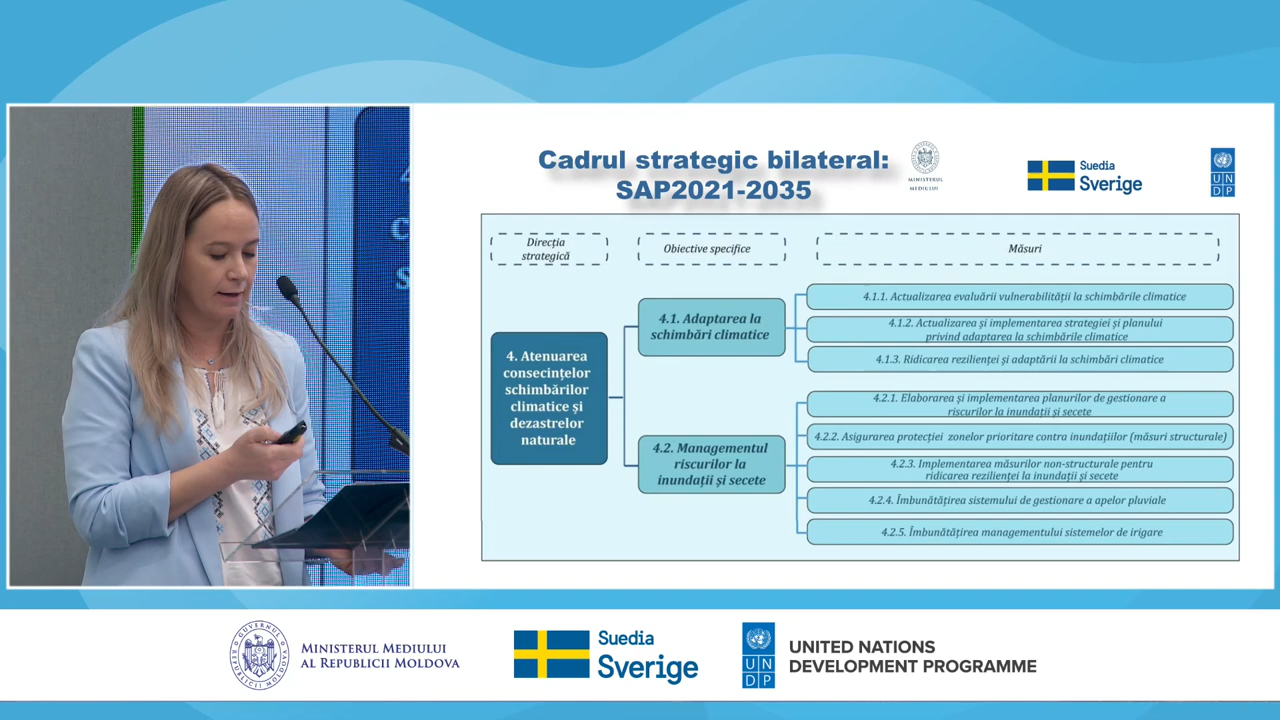 Cadrul strategic bilateral:
SAP2021-2035
MINISTERUL
MEDIULUI
Suedia
Sverige
U N
D P
Direcția
strategică
Obiective specifice
Măsuri
4. Atenuarea
consecințelor
schimbărilor
climatice și
dezastrelor
naturale
4.1. Adaptarea la
schimbări climatice
4.1.1. Actualizarea evaluării vulnerabilității la schimbările climatice
4.1.2. Actualizarea și implementarea strategiei și planului
privind adaptarea la schimbările climatice
4.1.3. Ridicarea rezilienței și adaptării la schimbări climatice
4.2. Managementul
riscurilor la
inundații și secete
4.2.1. Elaborarea și implementarea planurilor de gestionare a
riscurilor la inundații și secete
4.2.2. Asigurarea protecției zonelor prioritare contra inundațiilor (măsuri structurale)
4.2.3. Implementarea măsurilor non-structurale pentru
ridicarea rezilienței la inundații și secete
4.2.4. Îmbunătățirea sistemului de gestionare a apelor pluviale
4.2.5. Îmbunătățirea managementului sistemelor de irigare
GUVERNUL
REPUBLICII MOLDOVA
MINISTERUL MEDIULUI
AL REPUBLICII MOLDOVA
Suedia
Sverige
U N
D P
UNITED NATIONS
DEVELOPMENT PROGRAMME